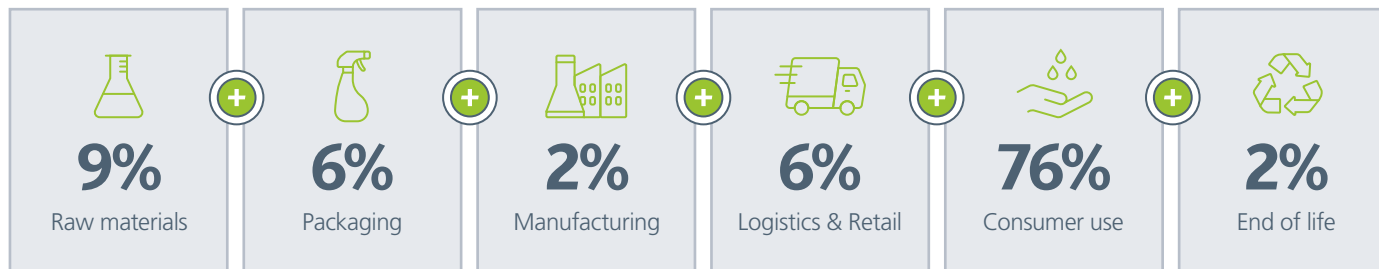 9%
Raw materials
+
6%
Packaging
+
2%
Manufacturing
+
6%
Logistics & Retail
+
76%
Consumer use
+
2%
End of life